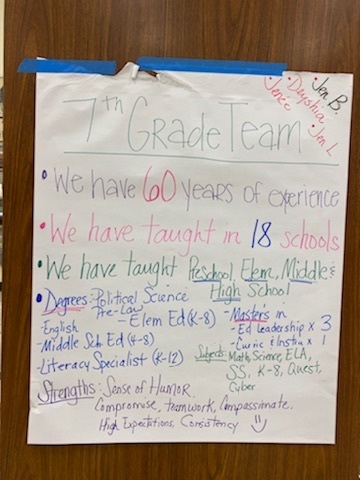 • Jen B.
• Dayshia
• Jenée
• Jen L
7th Grade Team
• We have 60 years of experience
• We have taught in 18 schools
• We have taught Preschool, Elem., Middle &
High School
• Degrees: Political Science
Pre-Law
- English
- Elem Ed (K-8)
- Middle Sch Ed (4-8)
- Literacy Specialist (K-12)
Master's in
- Ed Leadership x 3
- Curric & Instru x 1
Subjects: Math, Science, ELA,
SS, K-8, Quest,
Cyber
Strengths: Sense of Humor,
Compromise, teamwork, Compassionate,
High Expectations, Consistency